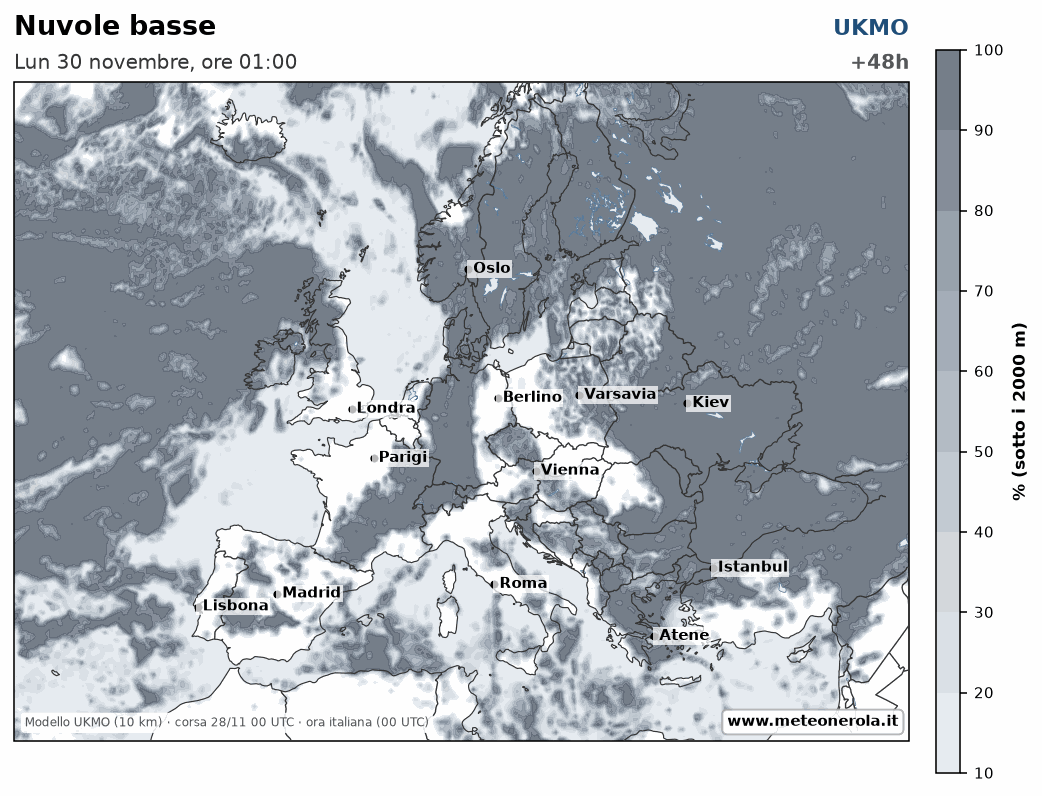 Nuvole basse
UKMO
Lun 30 novembre, ore 01:00
+48h
100
90
80
70
60
50
40
30
20
10
% (sotto i 2000 m)
Oslo
Londra
Berlino
Varsavia
Kiev
Parigi
Vienna
Istanbul
Roma
Madrid
Lisbona
Atene
Modello UKMO (10 km) · corsa 28/11 00 UTC · ora italiana (00 UTC)
www.meteonerola.it